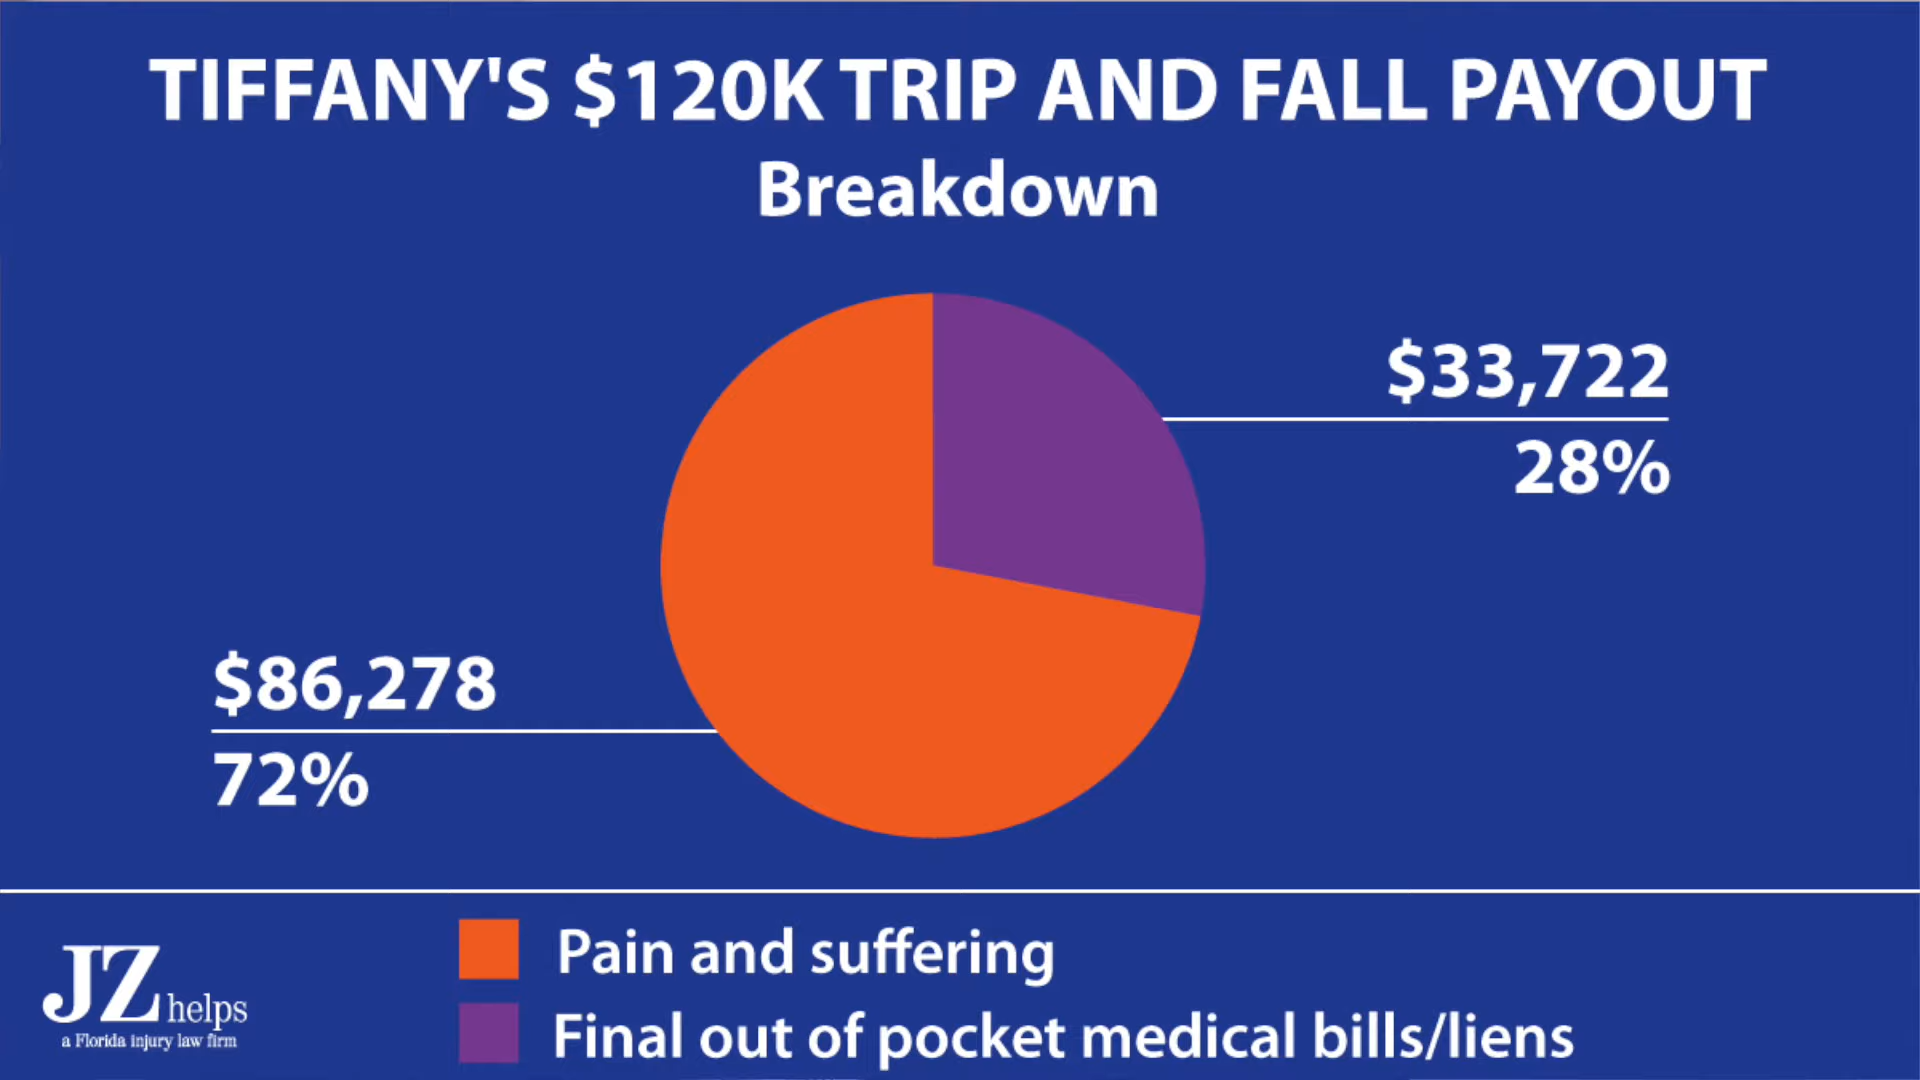 TIFFANY'S $120K TRIP AND FALL PAYOUT
Breakdown
$33,722
28%
$86,278
72%
Pain and suffering
Final out of pocket medical bills/liens
JZ helps
a Florida injury law firm